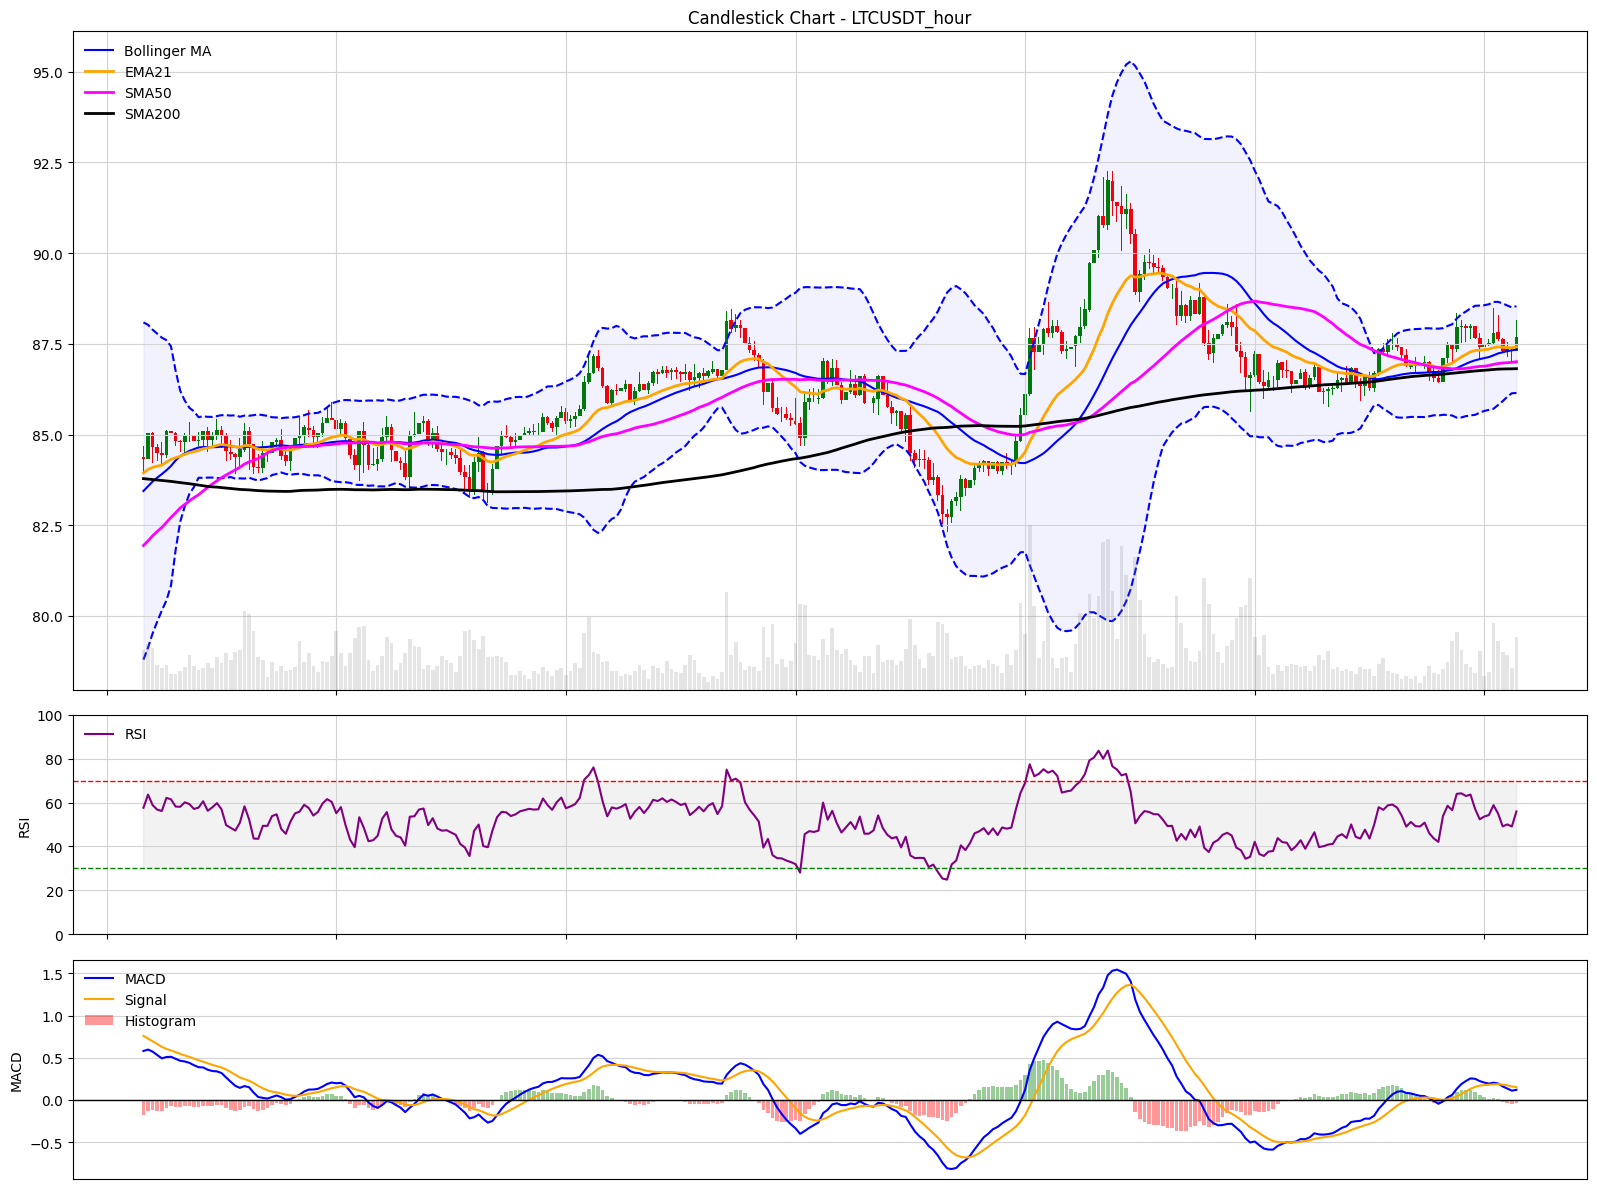 Candlestick Chart - LTCUSDT_hour
Bollinger MA
EMA21
SMA50
SMA200
95.0
92.5
90.0
87.5
85.0
82.5
80.0
RSI
100
80
60
40
20
0
RSI
MACD
Signal
Histogram
1.5
1.0
0.5
0.0
−0.5
MACD